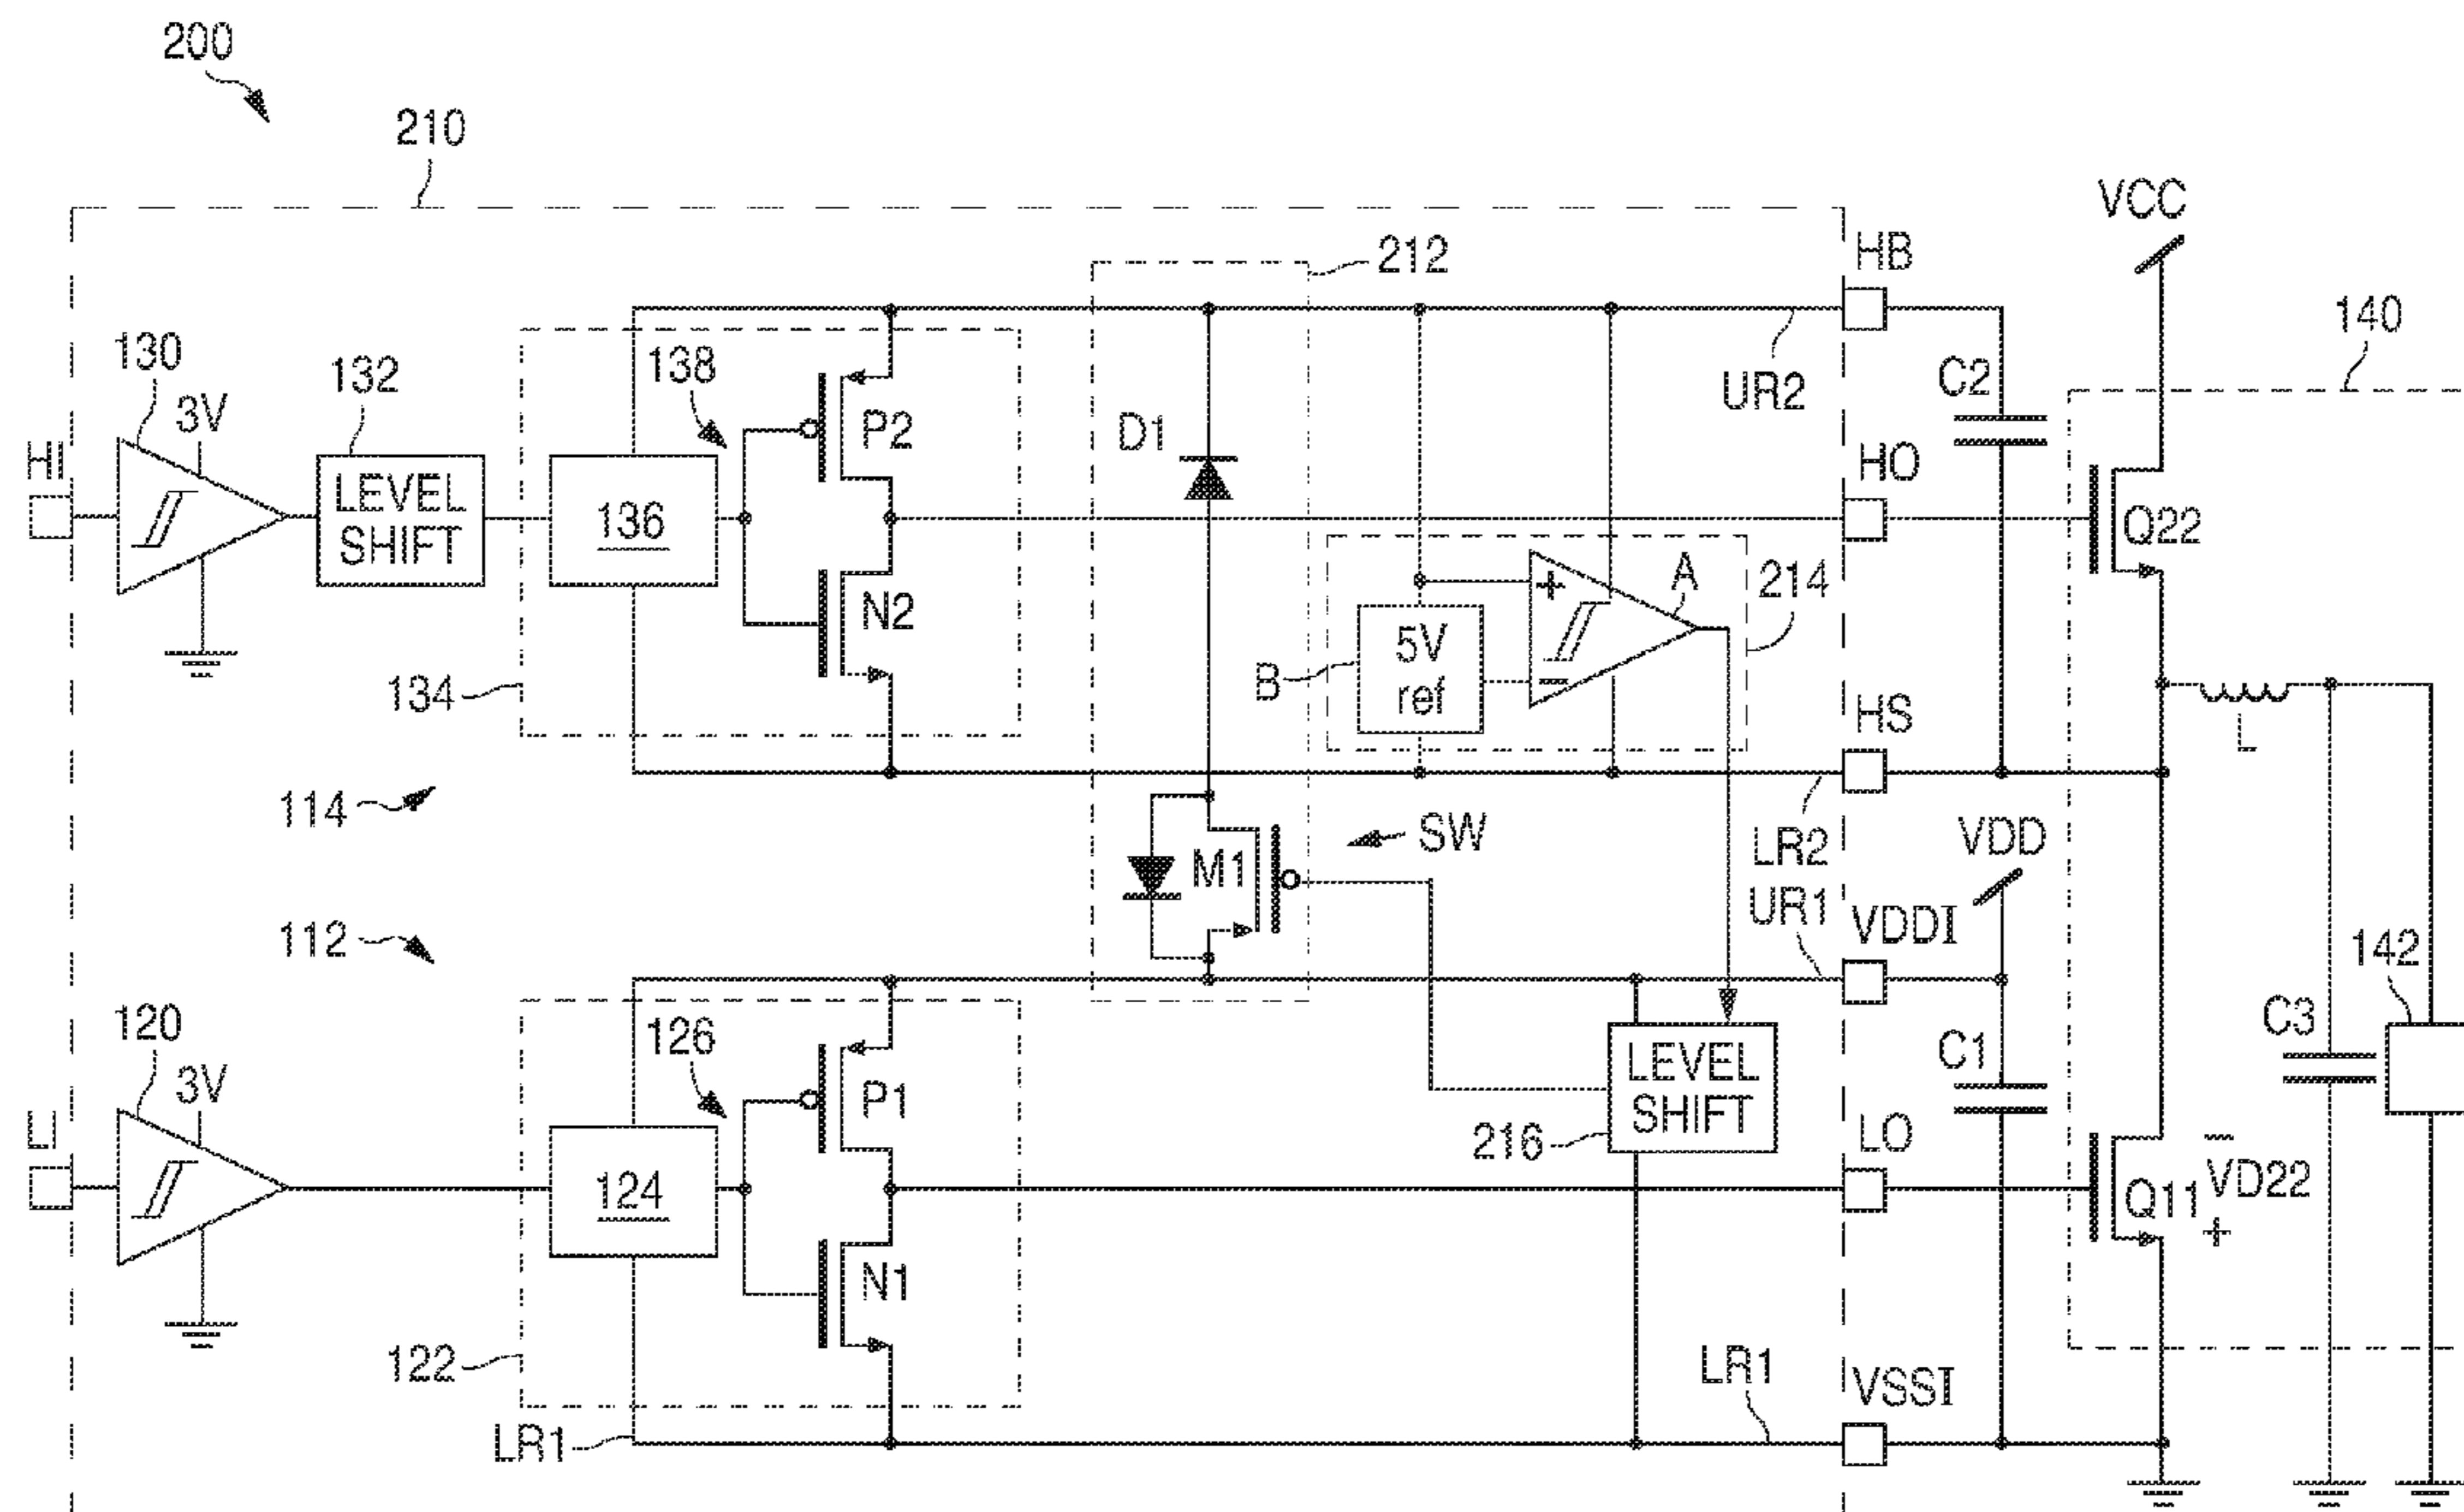 200
210
VCC
212
HB
140
130
132
138
3V
P2
D1
UR2
C2
HI
LEVEL
SHIFT
136
HO
Q22
N2
+
A
214
5V
ref
B
-
134
HS
L
114
SW
LR2
VDD
M1
UR1
VDDI
112
142
120
126
3V
P1
C3
C1
LEVEL
SHIFT
216
LO
LI
124
Q11
-
VD22
+
N1
122
LR1
LR1
VSSI